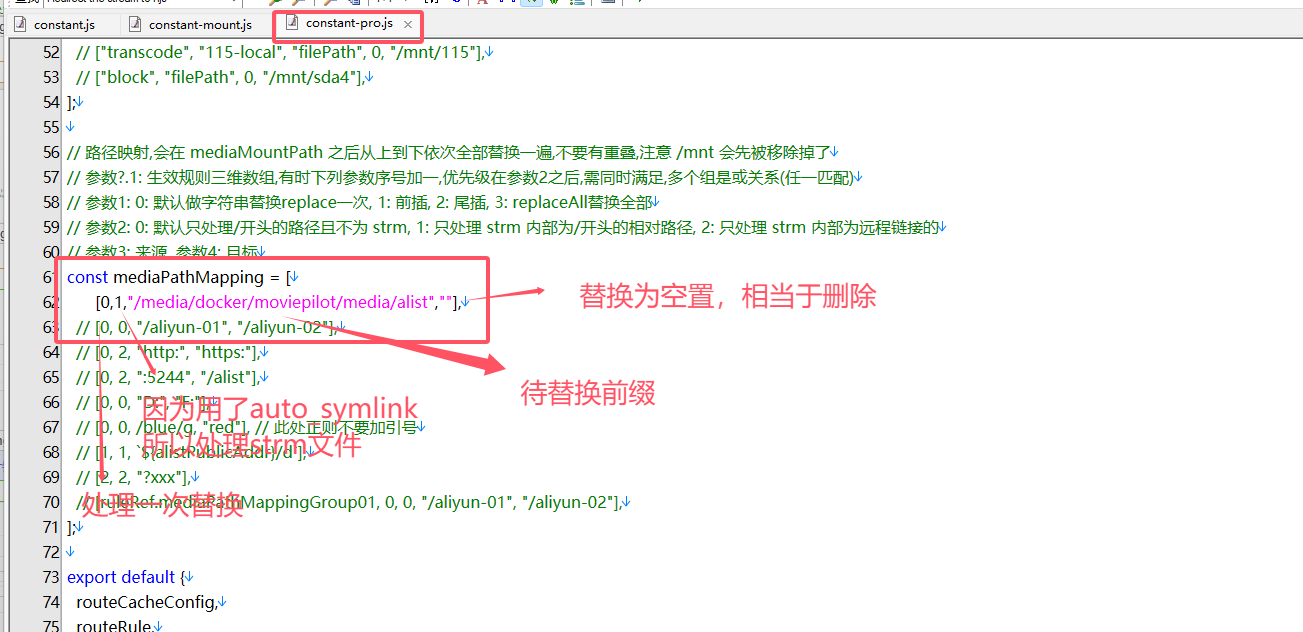 constant.js constant-mount.js constant-pro.js
52 // ["transcode", "115-local", "filePath", 0, "/mnt/115"],
53 // ["block", "filePath", 0, "/mnt/sda4"],
54 ];
55
56 // 路径映射,会在 mediaMountPath 之后从上到下依次全部替换一遍,不要有重叠,注意 /mnt 会先被移除掉了
57 // 参数?.1: 生效规则三维数组,有时下列参数序号加一,优先级在参数2之后,需同时满足,多个组是或关系(任一匹配)
58 // 参数1: 0: 默认做字符串替换replace一次, 1: 前插, 2: 尾插, 3: replaceAll替换全部
59 // 参数2: 0: 默认只处理/开头的路径且不为 strm, 1: 只处理 strm 内部为/开头的相对路径, 2: 只处理 strm 内部为远程链接的
60 // 参数3: 来源, 参数4: 目标
61 const mediaPathMapping = [
62 [0,1,"/media/docker/moviepilot/media/alist",""],
替换为空置，相当于删除
63 // [0, 0, "/aliyun-01", "/aliyun-02"],
64 // [0, 2, "http:", "https:"],
65 // [0, 2, ":5244", "/alist"],
待替换前缀
66 // [0, 0,
因为用了auto_symlink
67 // [0, 0, /blue/g, "red"], // 此处正则不要加引号
所以处理strm文件
68 // [1, 1, `${alistPublicAddr}/d`],
69 // [2, 2, "?xxx"],
处理一次替换
70 // [ruleRef.mediaPathMappingGroup01, 0, 0, "/aliyun-01", "/aliyun-02"],
71 ];
72
73 export default {
74 routeCacheConfig,
75 routeRule,